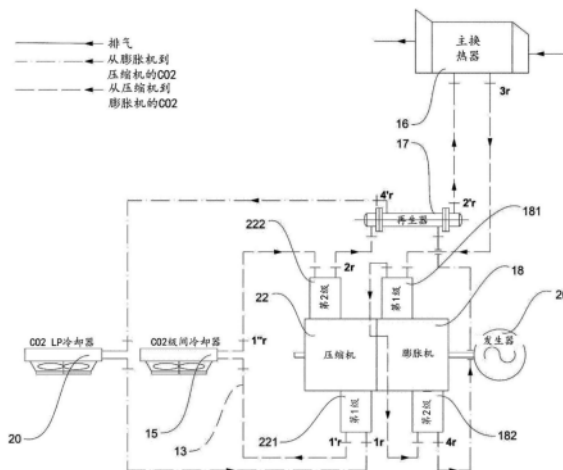 排气
从膨胀机到
压缩机的CO2
从压缩机到
膨胀机的CO2
主换
热器
16
3r
17
4'r
2'r
再生器
181
222
2r
第2级
第1级
18
22
CO2 LP冷却器
CO2级间冷却器
1"r
压缩机
膨胀机
发生器
20
15
13
第1级
第2级
221
1'r
1r
4r
182